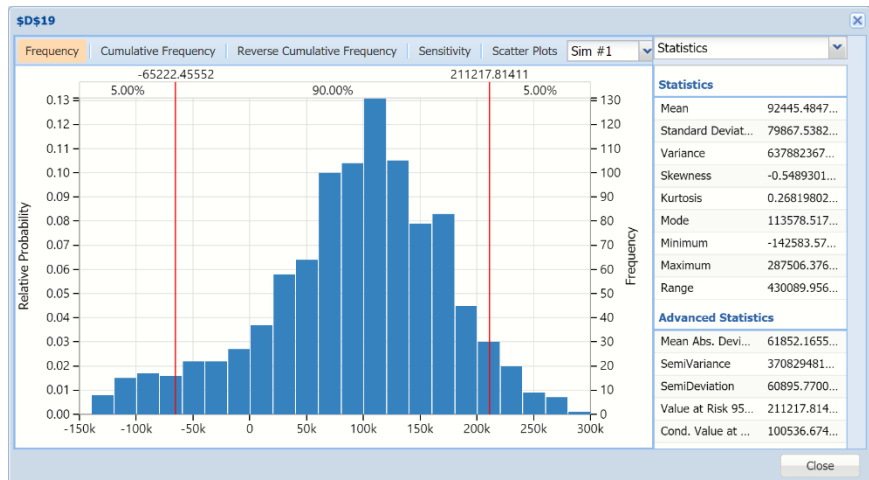 $D$19
Frequency Cumulative Frequency Reverse Cumulative Frequency Sensitivity Scatter Plots Sim #1 Statistics
-65222.45552 211217.81411
5.00% 90.00% 5.00%
Statistics
Mean 92445.4847...
Standard Deviat... 79867.5382...
Variance 637882367...
Skewness -0.5489301...
Kurtosis 0.26819802...
Mode 113578.517...
Minimum -142583.57...
Maximum 287506.376...
Range 430089.956...
Advanced Statistics
Mean Abs. Devi... 61852.1655...
SemiVariance 370829481...
SemiDeviation 60895.7700...
Value at Risk 95... 211217.814...
Cond. Value at ... 100536.674...
Relative Probability
0.13
0.12
0.11
0.10
0.09
0.08
0.07
0.06
0.05
0.04
0.03
0.02
0.01
0.00
130
120
110
100
90
80
70
60
50
40
30
20
10
0
Frequency
-150k -100k -50k 0 50k 100k 150k 200k 250k 300k
Close